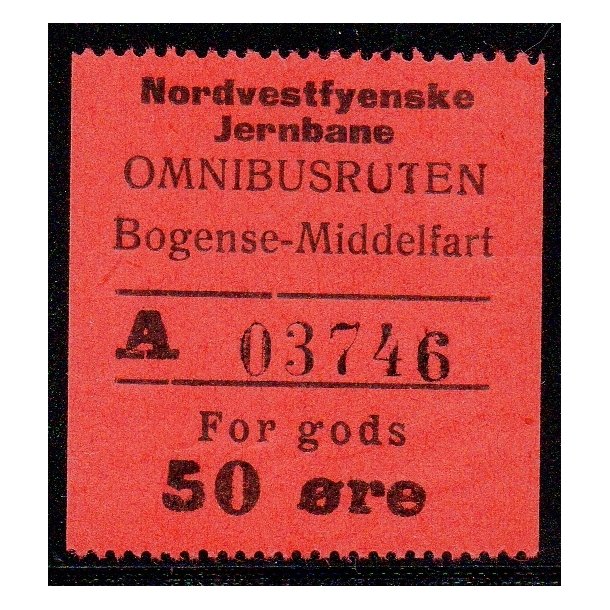 Nordvestfyenske
Jernbane
OMNIBUSRUTEN
Bogense-Middelfart
A 03746
For gods
50 øre